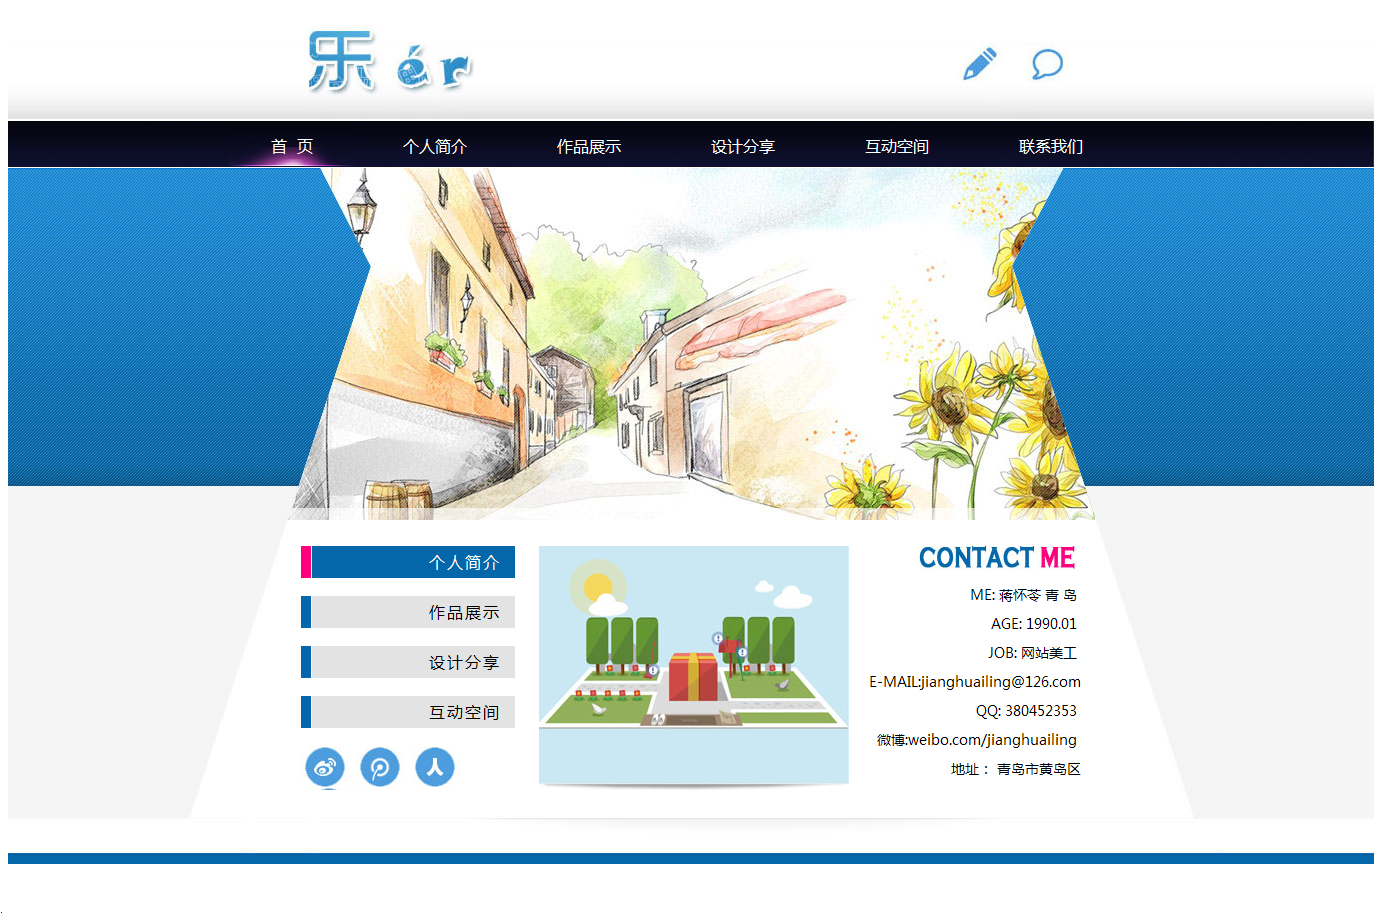 乐 ér
首 页 个人简介 作品展示 设计分享 互动空间 联系我们
个人简介
作品展示
设计分享
互动空间
CONTACT ME
ME: 蒋怀苓 青 岛
AGE: 1990.01
JOB: 网站美工
E-MAIL:jianghuailing@126.com
QQ: 380452353
微博:weibo.com/jianghuailing
地址： 青岛市黄岛区